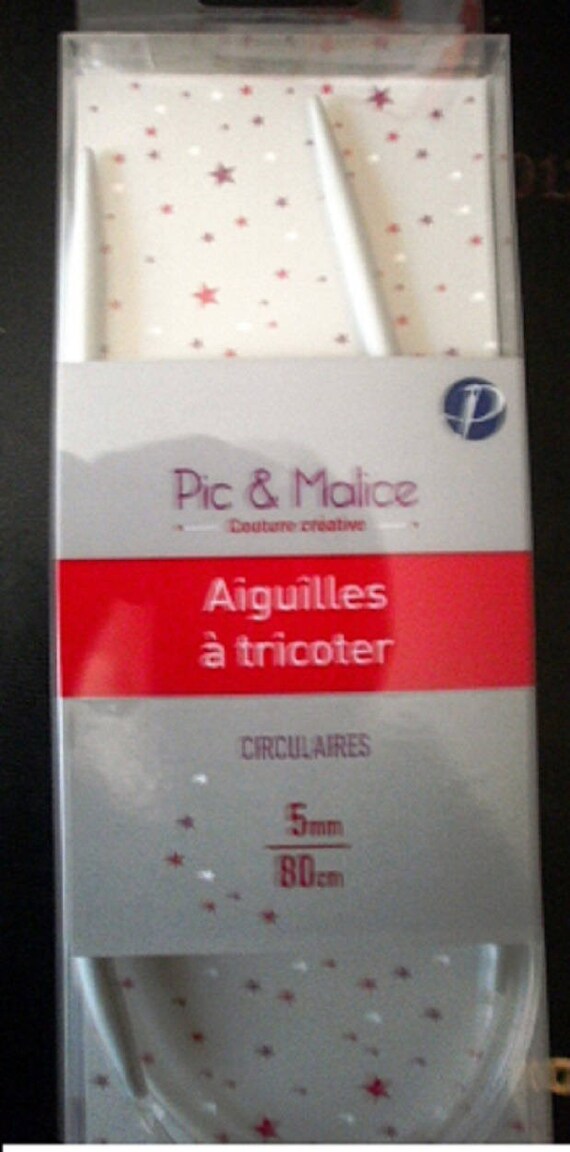 P
Pic & Malice
Couture créative
Aiguilles
à tricoter
CIRCULAIRES
5mm
80cm